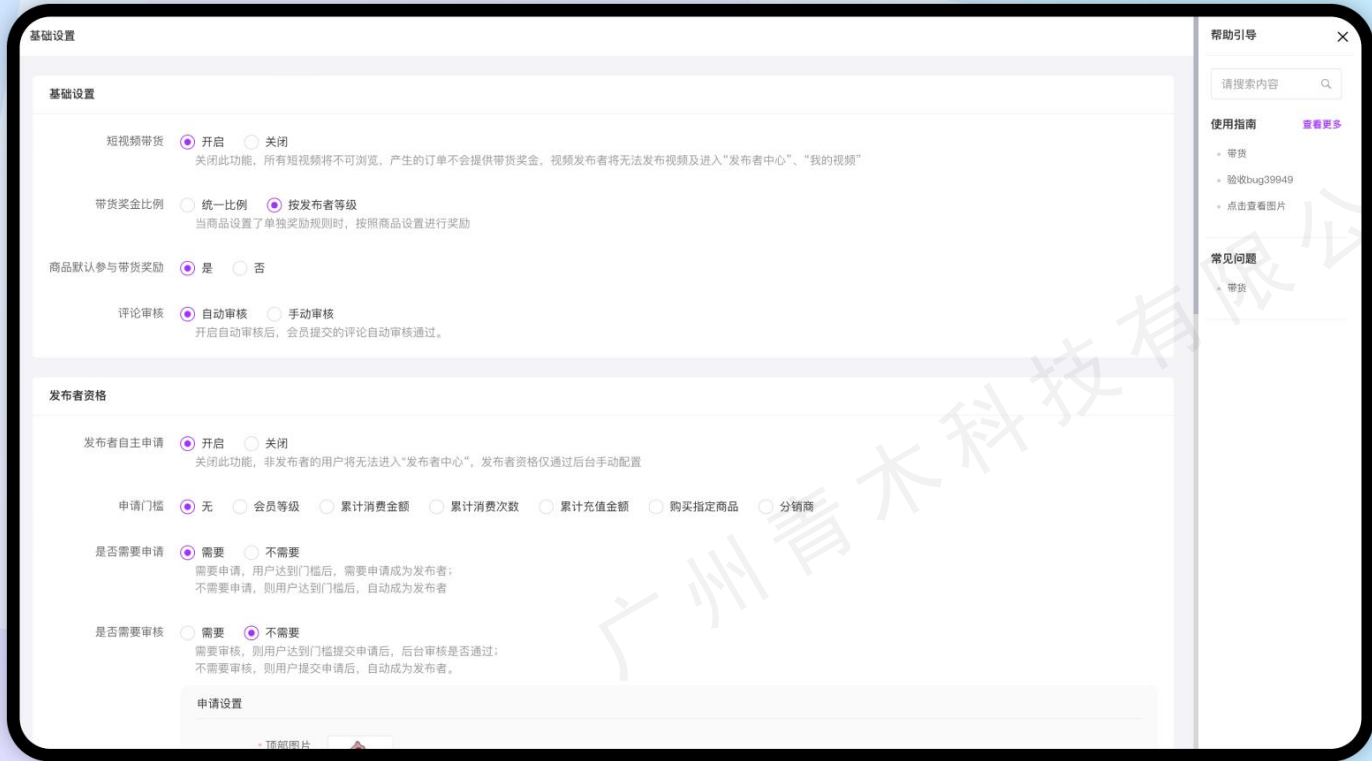 基础设置
帮助引导
请搜索内容
使用指南 查看更多
带货
验收bug39949
点击查看图片
常见问题
带货
基础设置
短视频带货 开启 关闭
关闭此功能，所有短视频将不可浏览，产生的订单不会提供带货奖金，视频发布者将无法发布视频及进入“发布者中心”、“我的视频”
带货奖金比例 统一比例 按发布者等级
当商品设置了单独奖励规则时，按照商品设置进行奖励
商品默认参与带货奖励 是 否
评论审核 自动审核 手动审核
开启自动审核后，会员提交的评论自动审核通过。
发布者资格
发布者自主申请 开启 关闭
关闭此功能，非发布者的用户将无法进入“发布者中心”，发布者资格仅通过后台手动配置
申请门槛 无 会员等级 累计消费金额 累计消费次数 累计充值金额 购买指定商品 分销商
是否需要申请 需要 不需要
需要申请，用户达到门槛后，需要申请成为发布者；
不需要申请，则用户达到门槛后，自动成为发布者
是否需要审核 需要 不需要
需要审核，则用户达到门槛提交申请后，后台审核是否通过；
不需要审核，则用户提交申请后，自动成为发布者。
申请设置
顶部图片
广州青木科技有限公